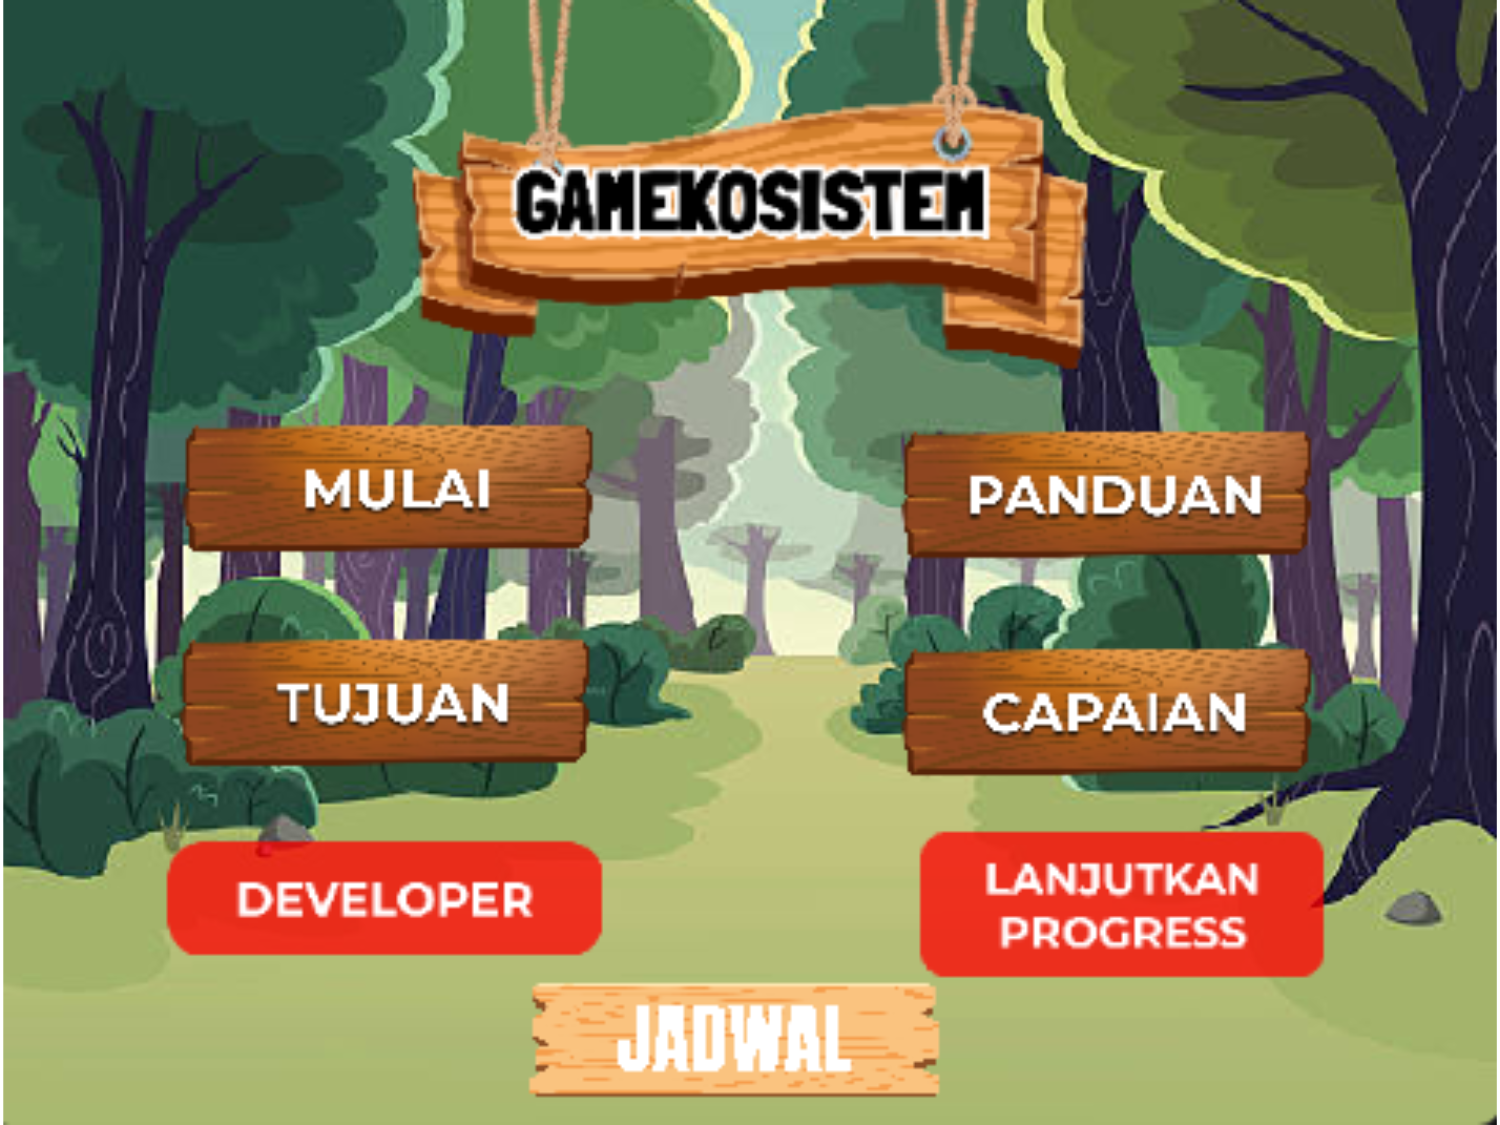 GAMEKOSISTEM
MULAI
PANDUAN
TUJUAN
CAPAIAN
DEVELOPER
LANJUTKAN
PROGRESS
JADWAL